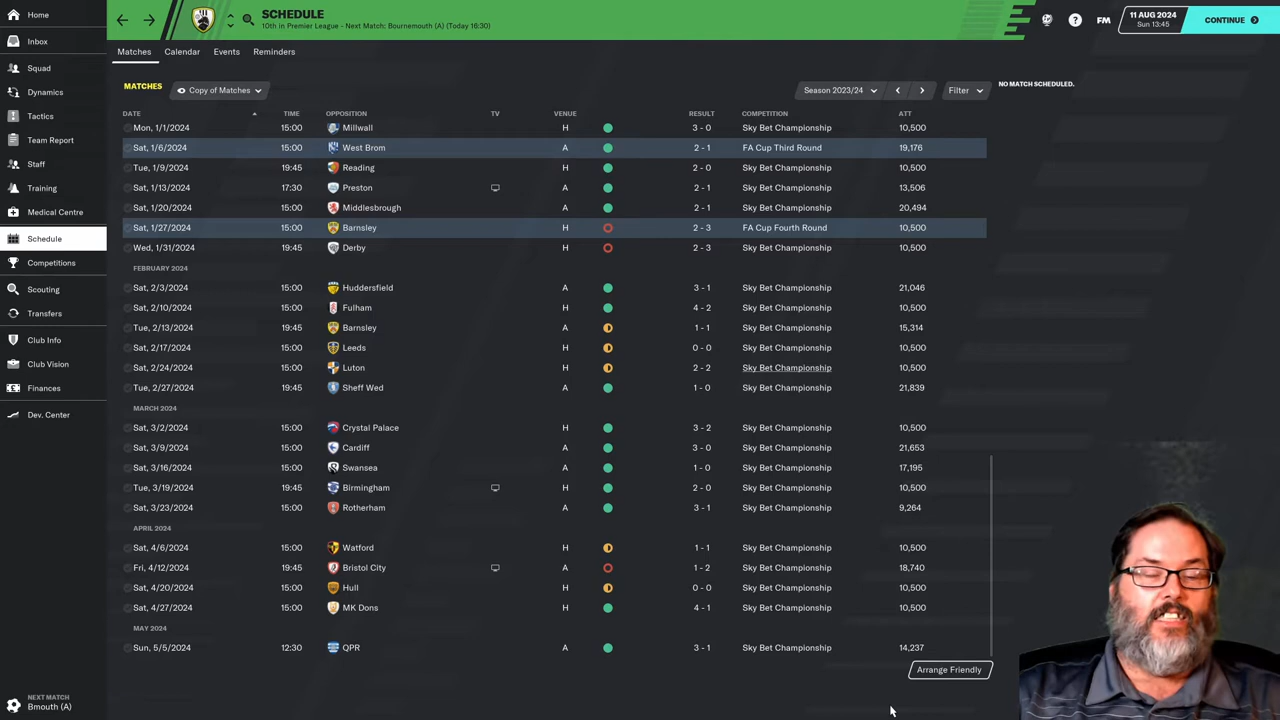 Home
SCHEDULE
10th in Premier League - Next Match: Bournemouth (A) (Today 16:30)
FM
11 AUG 2024
Sun 13:45
CONTINUE
Inbox
Squad
Dynamics
Tactics
Team Report
Staff
Training
Medical Centre
Schedule
Competitions
Scouting
Transfers
Club Info
Club Vision
Finances
Dev. Center
NEXT MATCH
Bmouth (A)
Matches Calendar Events Reminders
MATCHES Copy of Matches Season 2023/24 Filter
NO MATCH SCHEDULED.
DATE TIME OPPOSITION TV VENUE RESULT COMPETITION ATT
Mon, 1/1/2024 15:00 Millwall H 3 - 0 Sky Bet Championship 10,500
Sat, 1/6/2024 15:00 West Brom A 2 - 1 FA Cup Third Round 19,176
Tue, 1/9/2024 19:45 Reading H 2 - 0 Sky Bet Championship 10,500
Sat, 1/13/2024 17:30 Preston A 2 - 1 Sky Bet Championship 13,506
Sat, 1/20/2024 15:00 Middlesbrough A 2 - 1 Sky Bet Championship 20,494
Sat, 1/27/2024 15:00 Barnsley H 2 - 3 FA Cup Fourth Round 10,500
Wed, 1/31/2024 19:45 Derby H 2 - 3 Sky Bet Championship 10,500
FEBRUARY 2024
Sat, 2/3/2024 15:00 Huddersfield A 3 - 1 Sky Bet Championship 21,046
Sat, 2/10/2024 15:00 Fulham H 4 - 2 Sky Bet Championship 10,500
Tue, 2/13/2024 19:45 Barnsley A 1 - 1 Sky Bet Championship 15,314
Sat, 2/17/2024 15:00 Leeds H 0 - 0 Sky Bet Championship 10,500
Sat, 2/24/2024 15:00 Luton H 2 - 2 Sky Bet Championship 10,500
Tue, 2/27/2024 19:45 Sheff Wed A 1 - 0 Sky Bet Championship 21,839
MARCH 2024
Sat, 3/2/2024 15:00 Crystal Palace H 3 - 2 Sky Bet Championship 10,500
Sat, 3/9/2024 15:00 Cardiff A 3 - 0 Sky Bet Championship 21,653
Sat, 3/16/2024 15:00 Swansea A 1 - 0 Sky Bet Championship 17,195
Tue, 3/19/2024 19:45 Birmingham H 2 - 0 Sky Bet Championship 10,500
Sat, 3/23/2024 15:00 Rotherham A 3 - 1 Sky Bet Championship 9,264
APRIL 2024
Sat, 4/6/2024 15:00 Watford H 1 - 1 Sky Bet Championship 10,500
Fri, 4/12/2024 19:45 Bristol City A 1 - 2 Sky Bet Championship 18,740
Sat, 4/20/2024 15:00 Hull H 0 - 0 Sky Bet Championship 10,500
Sat, 4/27/2024 15:00 MK Dons H 4 - 1 Sky Bet Championship 10,500
MAY 2024
Sun, 5/5/2024 12:30 QPR A 3 - 1 Sky Bet Championship 14,237
Arrange Friendly